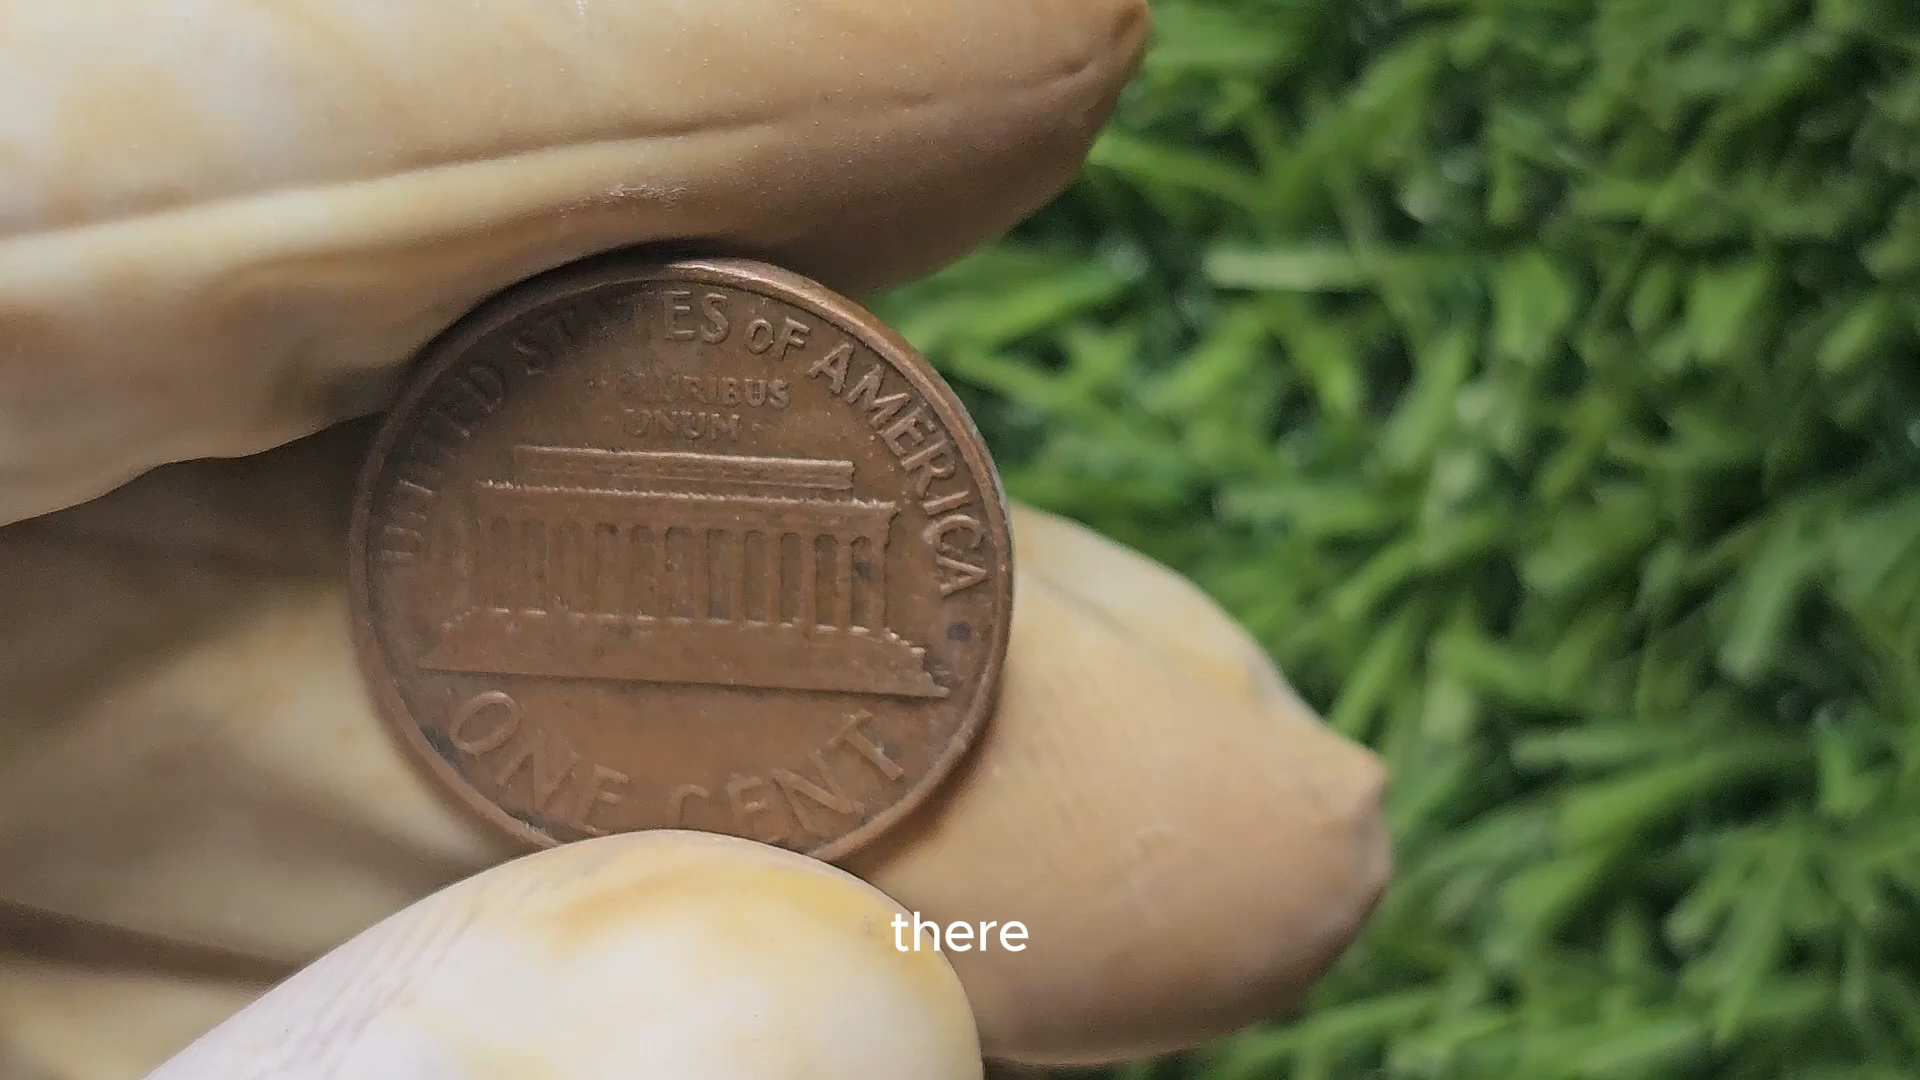 UNITED STATES OF AMERICA
PLURIBUS
UNUM
ONE CENT
there